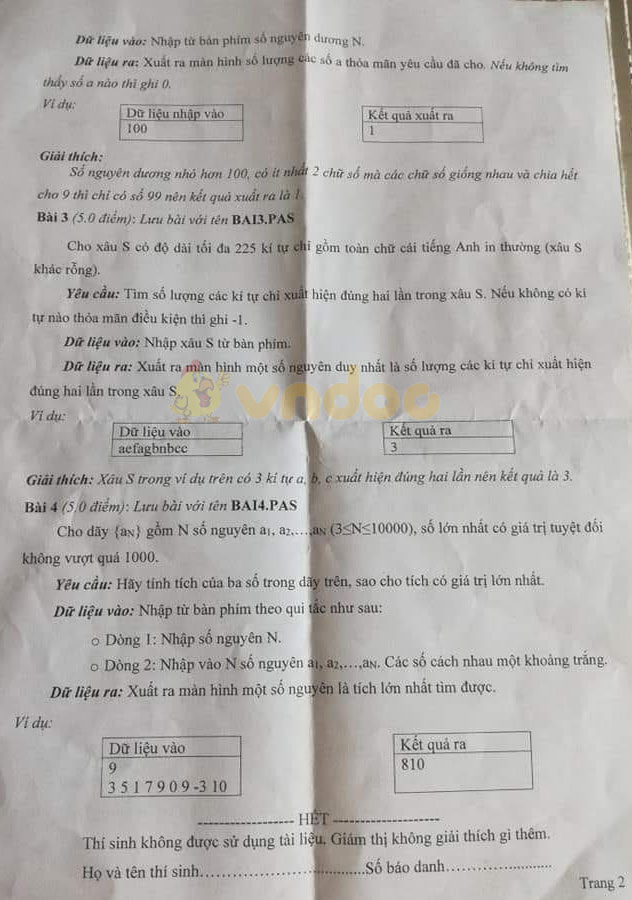 Dữ liệu vào: Nhập từ bàn phím số nguyên dương N.
Dữ liệu ra: Xuất ra màn hình số lượng các số a thỏa mãn yêu cầu đã cho. Nếu không tìm
thấy số a nào thì ghi 0.
Ví dụ:
Dữ liệu nhập vào
100
Kết quả xuất ra
1
Giải thích:
Số nguyên dương nhỏ hơn 100, có ít nhất 2 chữ số mà các chữ số giống nhau và chia hết
cho 9 thì chỉ có số 99 nên kết quả xuất ra là 1.
Bài 3 (5.0 điểm): Lưu bài với tên BAI3.PAS
Cho xâu S có độ dài tối đa 225 kí tự chỉ gồm toàn chữ cái tiếng Anh in thường (xâu S
khác rỗng).
Yêu cầu: Tìm số lượng các kí tự chỉ xuất hiện đúng hai lần trong xâu S. Nếu không có kí
tự nào thỏa mãn điều kiện thì ghi -1.
Dữ liệu vào: Nhập xâu S từ bàn phím.
Dữ liệu ra: Xuất ra màn hình một số nguyên duy nhất là số lượng các kí tự chỉ xuất hiện
đúng hai lần trong xâu S.
vndoc
Ví dụ:
Dữ liệu vào
aefagbnbcc
Kết quả ra
3
Giải thích: Xâu S trong ví dụ trên có 3 kí tự a, b, c xuất hiện đúng hai lần nên kết quả là 3.
Bài 4 (5,0 điểm): Lưu bài với tên BAI4.PAS
Cho dãy {aN} gồm N số nguyên a1, a2,…,aN (3≤N≤10000), số lớn nhất có giá trị tuyệt đối
không vượt quá 1000.
Yêu cầu: Hãy tính tích của ba số trong dãy trên, sao cho tích có giá trị lớn nhất.
Dữ liệu vào: Nhập từ bàn phím theo qui tắc như sau:
o Dòng 1: Nhập số nguyên N.
o Dòng 2: Nhập vào N số nguyên a1, a2,…,aN. Các số cách nhau một khoảng trắng.
Dữ liệu ra: Xuất ra màn hình một số nguyên là tích lớn nhất tìm được.
Ví dụ:
Dữ liệu vào
9
3 5 1 7 9 0 9 -3 10
Kết quả ra
810
-------------------- HẾT --------------------
Thí sinh không được sử dụng tài liệu. Giám thị không giải thích gì thêm.
Họ và tên thí sinh……………………………Số báo danh…………………
Trang 2